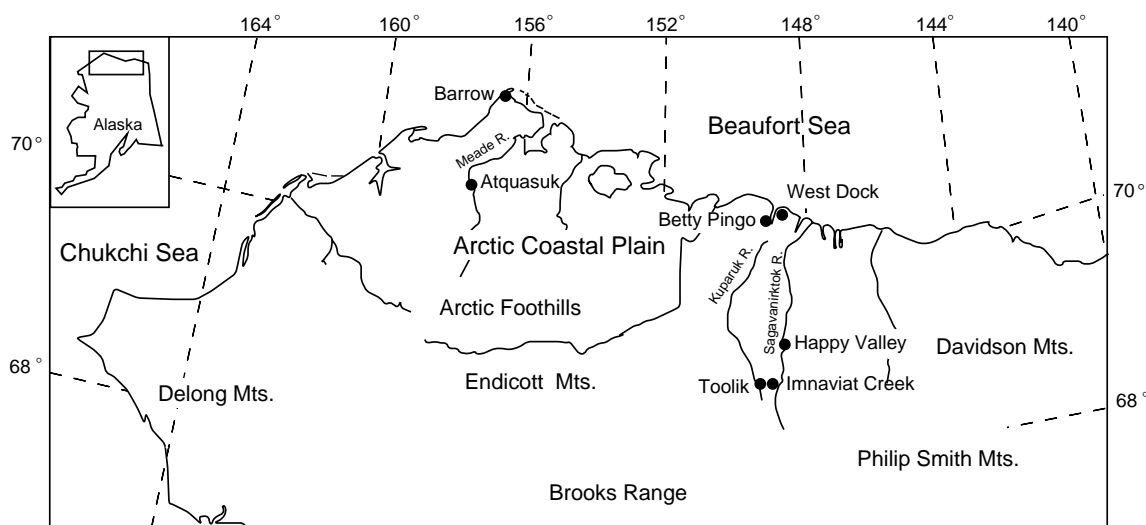 164° 160° 156° 152° 148° 144° 140°
Alaska
Barrow
Beaufort Sea
70°
Meade R.
Atquasuk
70°
West Dock
Betty Pingo
Chukchi Sea
Arctic Coastal Plain
Kuparuk R.
Sagavanirktok R.
Arctic Foothills
Happy Valley
Davidson Mts.
68°
Delong Mts.
Endicott Mts.
Toolik
Imnaviat Creek
68°
Philip Smith Mts.
Brooks Range